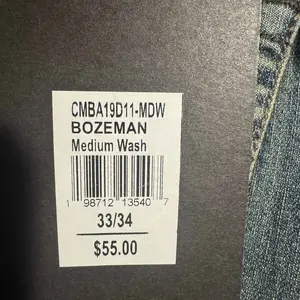 CMBA19D11-MDW
BOZEMAN
Medium Wash
1 98712 13540 7
33/34
$55.00